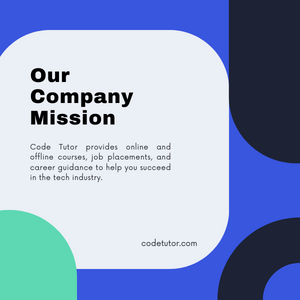 Our
Company
Mission
Code Tutor provides online and
offline courses, job placements, and
career guidance to help you succeed
in the tech industry.
codetutor.com